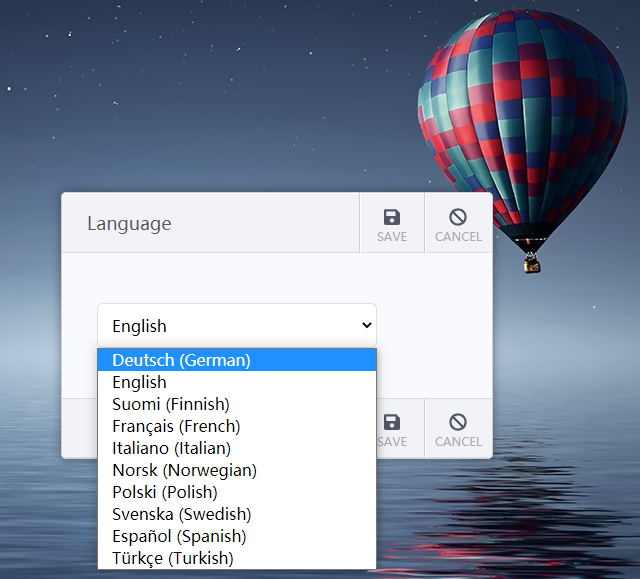 Language
SAVE
CANCEL
English
Deutsch (German)
English
Suomi (Finnish)
Français (French)
Italiano (Italian)
Norsk (Norwegian)
Polski (Polish)
Svenska (Swedish)
Español (Spanish)
Türkçe (Turkish)
SAVE
CANCEL